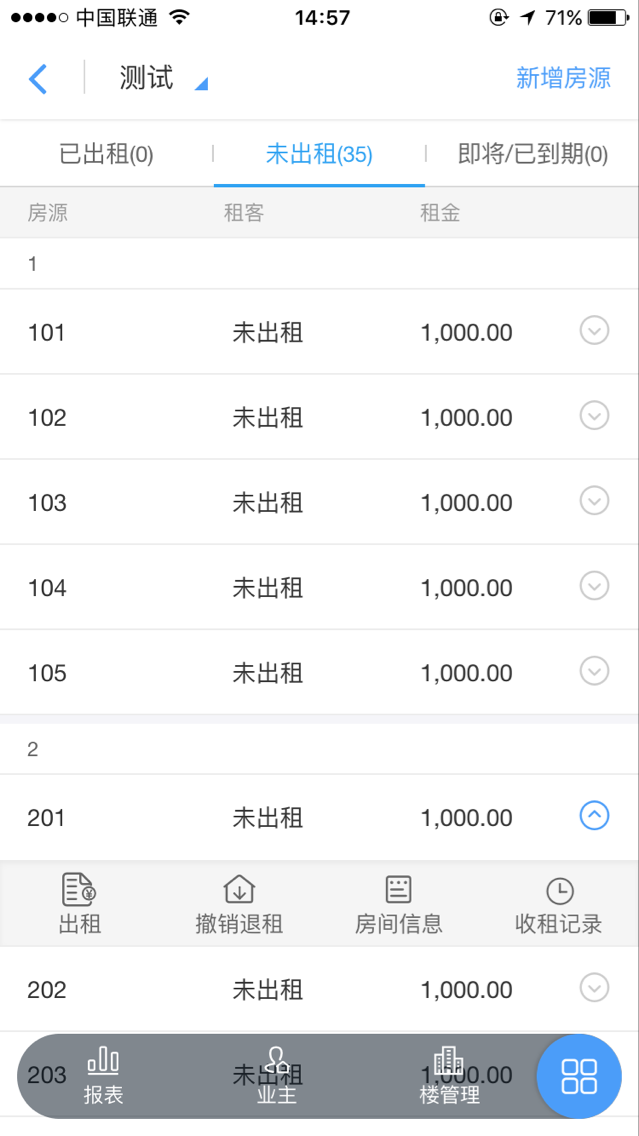 中国联通 14:57 71%
测试 新增房源
已出租(0) 未出租(35) 即将/已到期(0)
房源 租客 租金
1
101 未出租 1,000.00
102 未出租 1,000.00
103 未出租 1,000.00
104 未出租 1,000.00
105 未出租 1,000.00
2
201 未出租 1,000.00
出租 撤销退租 房间信息 收租记录
202 未出租 1,000.00
203 未出租 1,000.00
报表 业主 楼管理